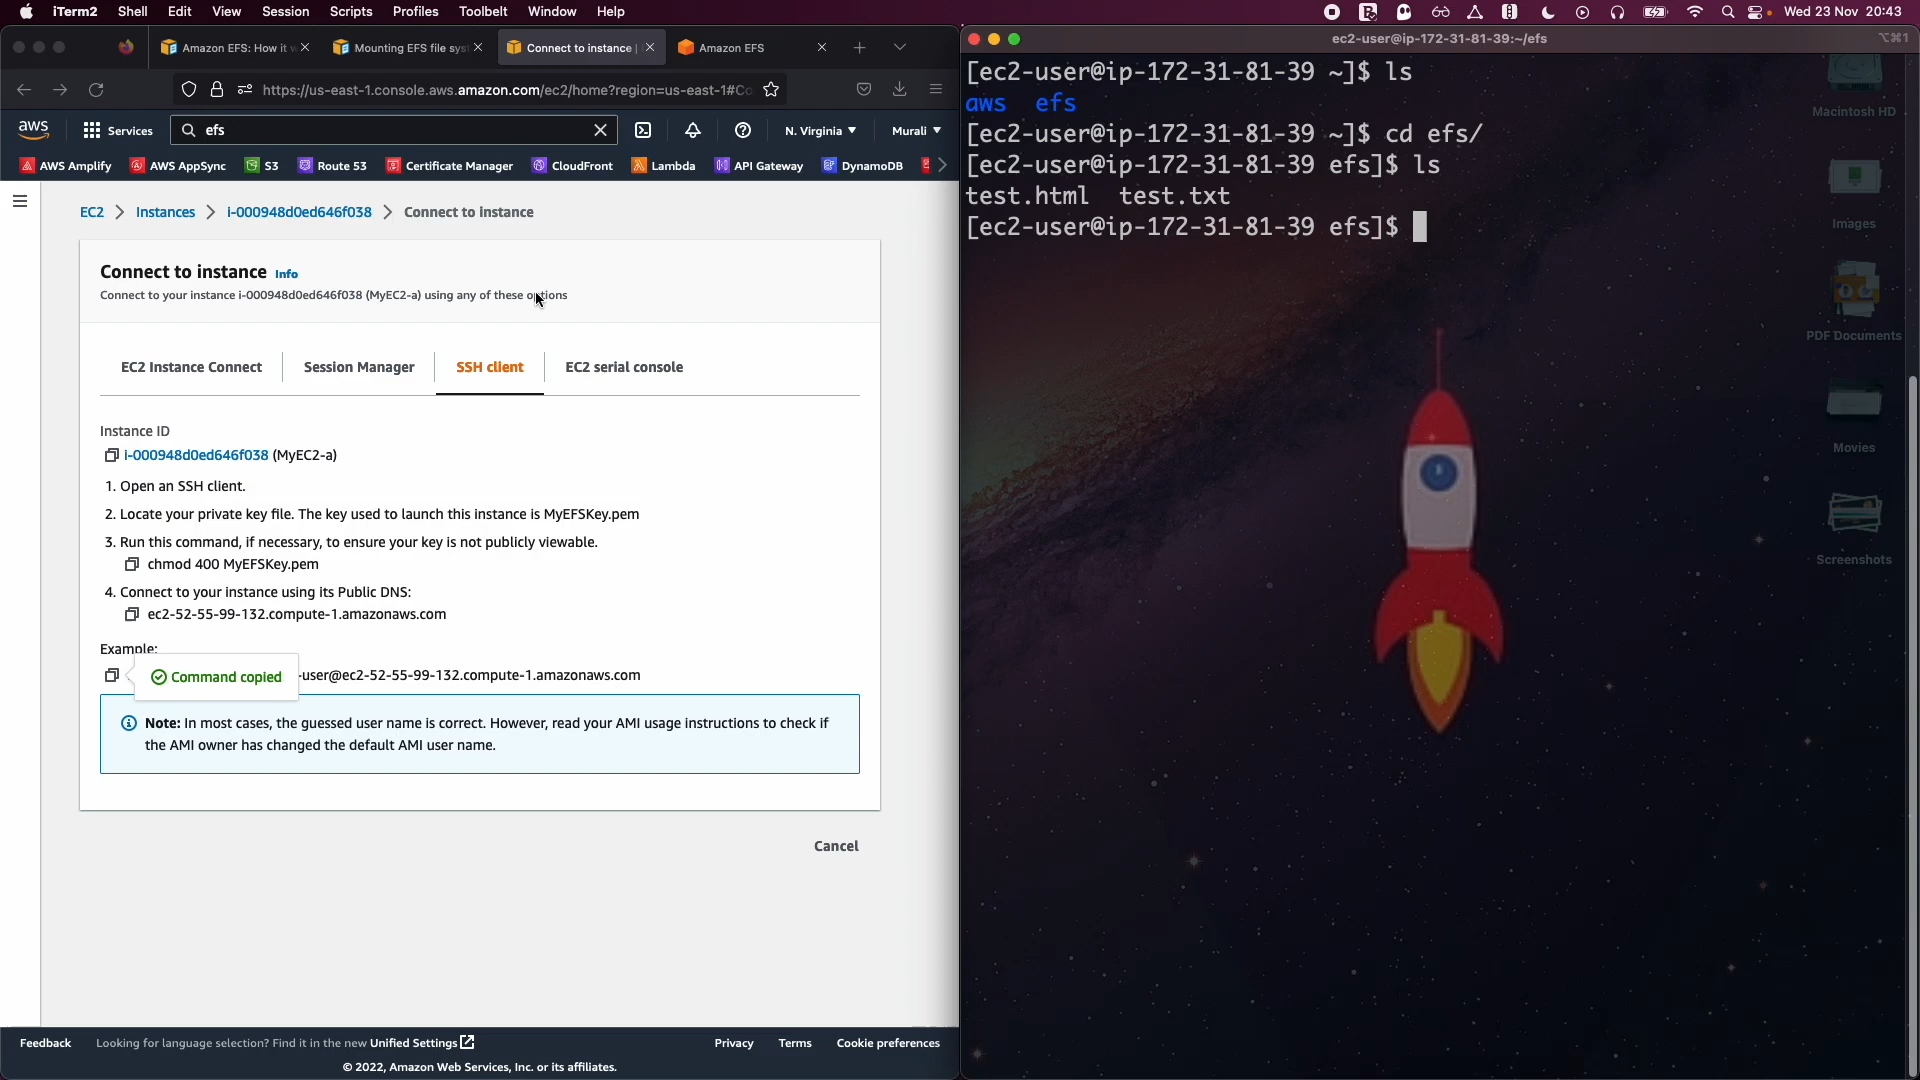 iTerm2 Shell Edit View Session Scripts Profiles Toolbelt Window Help
Wed 23 Nov 20:43
Amazon EFS: How it w
Mounting EFS file sys
Connect to instance |
Amazon EFS
https://us-east-1.console.aws.amazon.com/ec2/home?region=us-east-1#Co
aws
Services
efs
N. Virginia
Murali
AWS Amplify
AWS AppSync
S3
Route 53
Certificate Manager
CloudFront
Lambda
API Gateway
DynamoDB
EC2
Instances
i-000948d0ed646f038
Connect to instance
Connect to instance Info
Connect to your instance i-000948d0ed646f038 (MyEC2-a) using any of these options
EC2 Instance Connect
Session Manager
SSH client
EC2 serial console
Instance ID
i-000948d0ed646f038 (MyEC2-a)
1. Open an SSH client.
2. Locate your private key file. The key used to launch this instance is MyEFSKey.pem
3. Run this command, if necessary, to ensure your key is not publicly viewable.
chmod 400 MyEFSKey.pem
4. Connect to your instance using its Public DNS:
ec2-52-55-99-132.compute-1.amazonaws.com
Example:
Command copied
-user@ec2-52-55-99-132.compute-1.amazonaws.com
Note: In most cases, the guessed user name is correct. However, read your AMI usage instructions to check if
the AMI owner has changed the default AMI user name.
Cancel
Feedback
Looking for language selection? Find it in the new Unified Settings
Privacy
Terms
Cookie preferences
© 2022, Amazon Web Services, Inc. or its affiliates.
ec2-user@ip-172-31-81-39:~/efs
⌥⌘1
[ec2-user@ip-172-31-81-39 ~]$ ls
aws efs
[ec2-user@ip-172-31-81-39 ~]$ cd efs/
[ec2-user@ip-172-31-81-39 efs]$ ls
test.html test.txt
[ec2-user@ip-172-31-81-39 efs]$
Macintosh HD
Images
PDF Documents
Movies
Screenshots